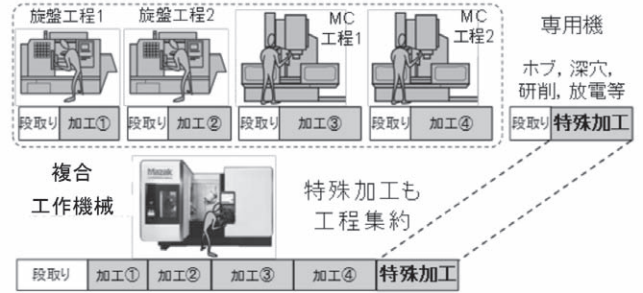 旋盤工程1
旋盤工程2
MC
工程1
MC
工程2
専用機
ホブ, 深穴,
研削, 放電等
段取り 加工① 段取り 加工② 段取り 加工③ 段取り 加工④ 段取り 特殊加工
複合
工作機械
Mazak
特殊加工も
工程集約
段取り 加工① 加工② 加工③ 加工④ 特殊加工